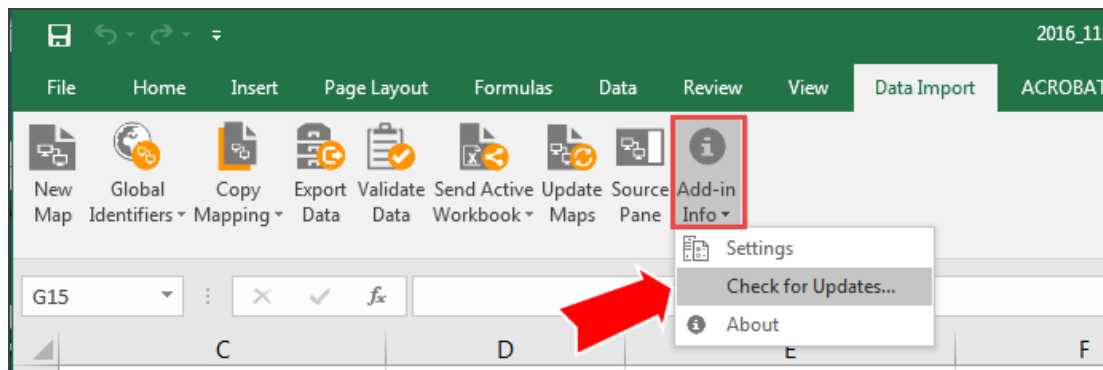 2016_11
File Home Insert Page Layout Formulas Data Review View Data Import ACROBAT
New Global Copy Export Validate Send Active Update Source Add-in
Map Identifiers Mapping Data Data Workbook Maps Pane Info
Settings
G15 fx Check for Updates...
About
C D E F